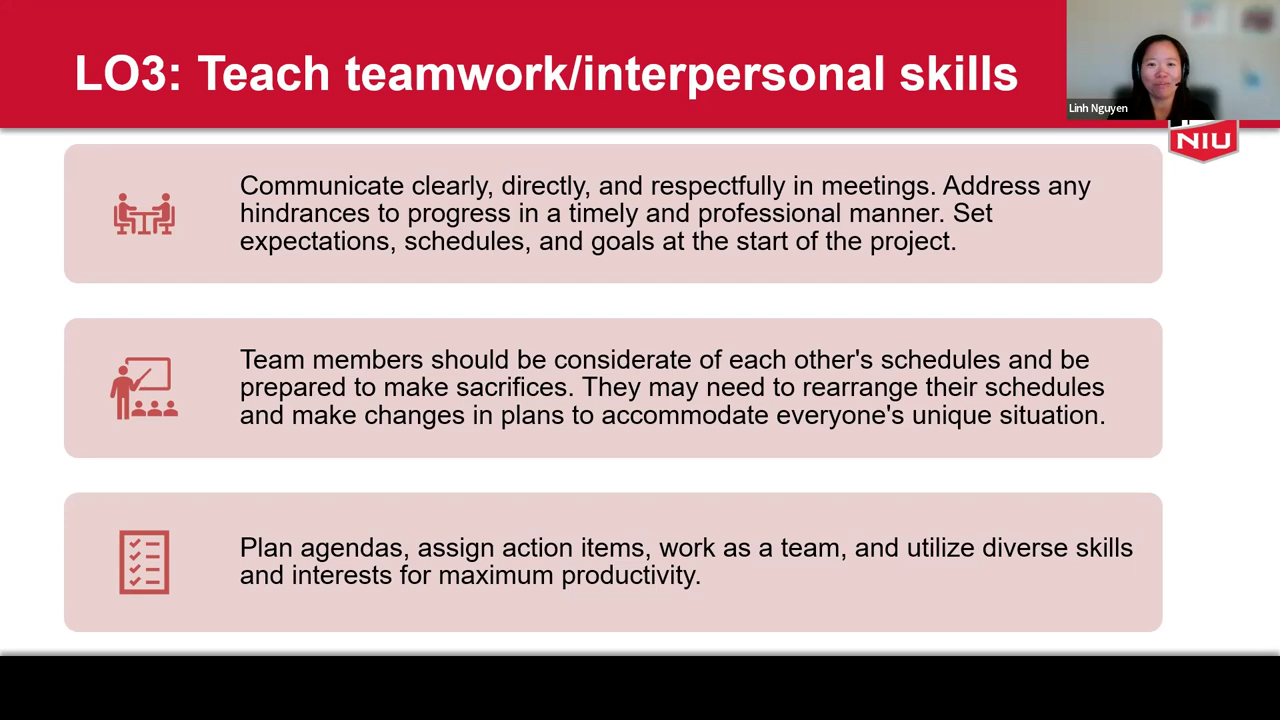 LO3: Teach teamwork/interpersonal skills
Linh Nguyen
NIU
Communicate clearly, directly, and respectfully in meetings. Address any
hindrances to progress in a timely and professional manner. Set
expectations, schedules, and goals at the start of the project.
Team members should be considerate of each other's schedules and be
prepared to make sacrifices. They may need to rearrange their schedules
and make changes in plans to accommodate everyone's unique situation.
Plan agendas, assign action items, work as a team, and utilize diverse skills
and interests for maximum productivity.